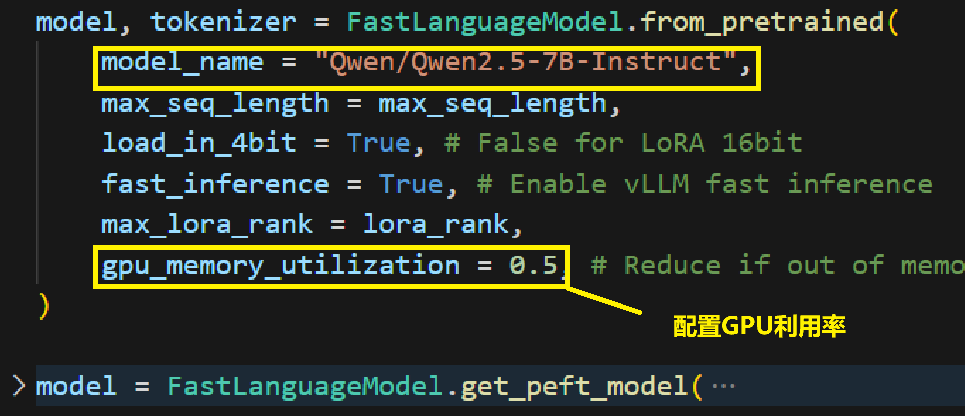 model, tokenizer = FastLanguageModel.from_pretrained(
model_name = "Qwen/Qwen2.5-7B-Instruct",
max_seq_length = max_seq_length,
load_in_4bit = True, # False for LoRA 16bit
fast_inference = True, # Enable vLLM fast inference
max_lora_rank = lora_rank,
gpu_memory_utilization = 0.5, # Reduce if out of memo
)
配置GPU利用率
model = FastLanguageModel.get_peft_model(…